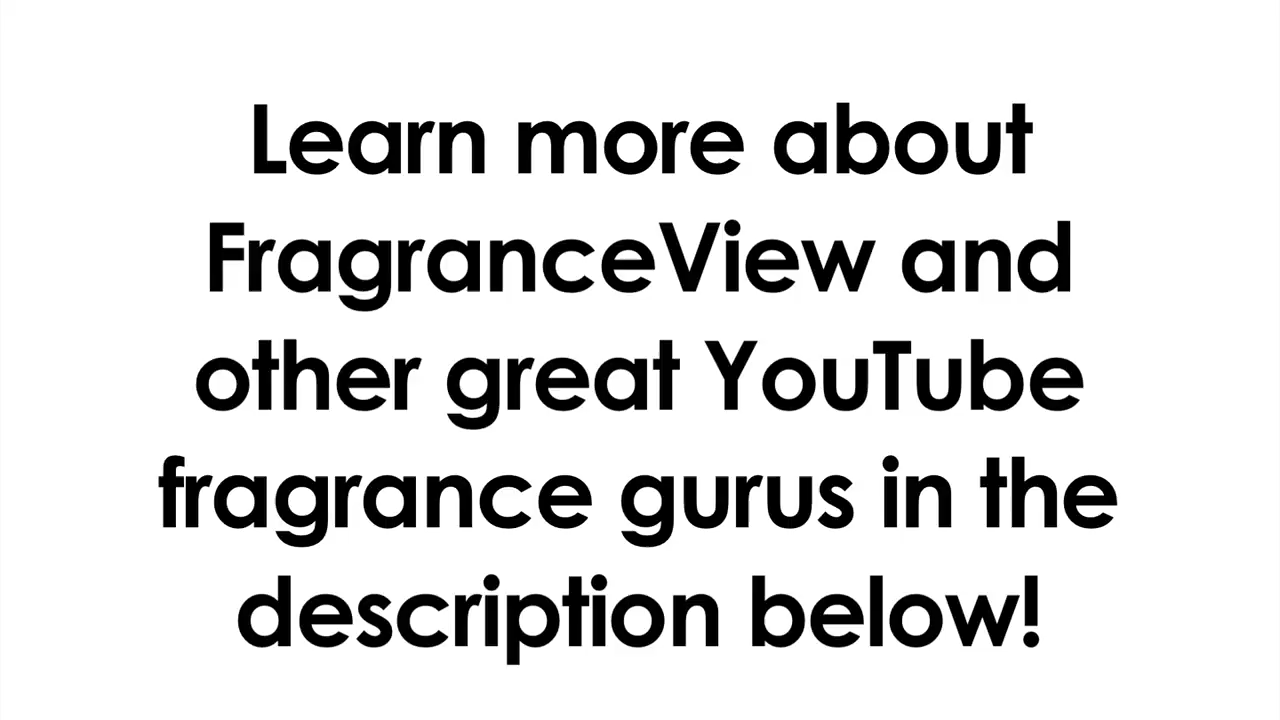 Learn more about
FragranceView and
other great YouTube
fragrance gurus in the
description below!